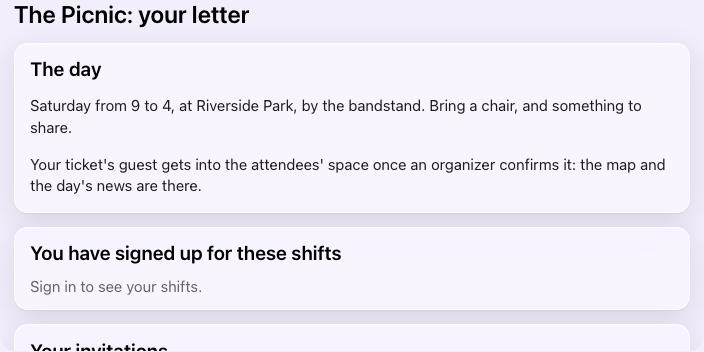 The Picnic: your letter
The day
Saturday from 9 to 4, at Riverside Park, by the bandstand. Bring a chair, and something to
share.
Your ticket's guest gets into the attendees' space once an organizer confirms it: the map and
the day's news are there.
You have signed up for these shifts
Sign in to see your shifts.
Your invitations